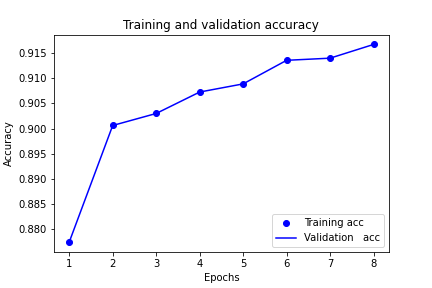 Training and validation accuracy
Accuracy
0.915
0.910
0.905
0.900
0.895
0.890
0.885
0.880
Training acc
Validation   acc
1 2 3 4 5 6 7 8
Epochs